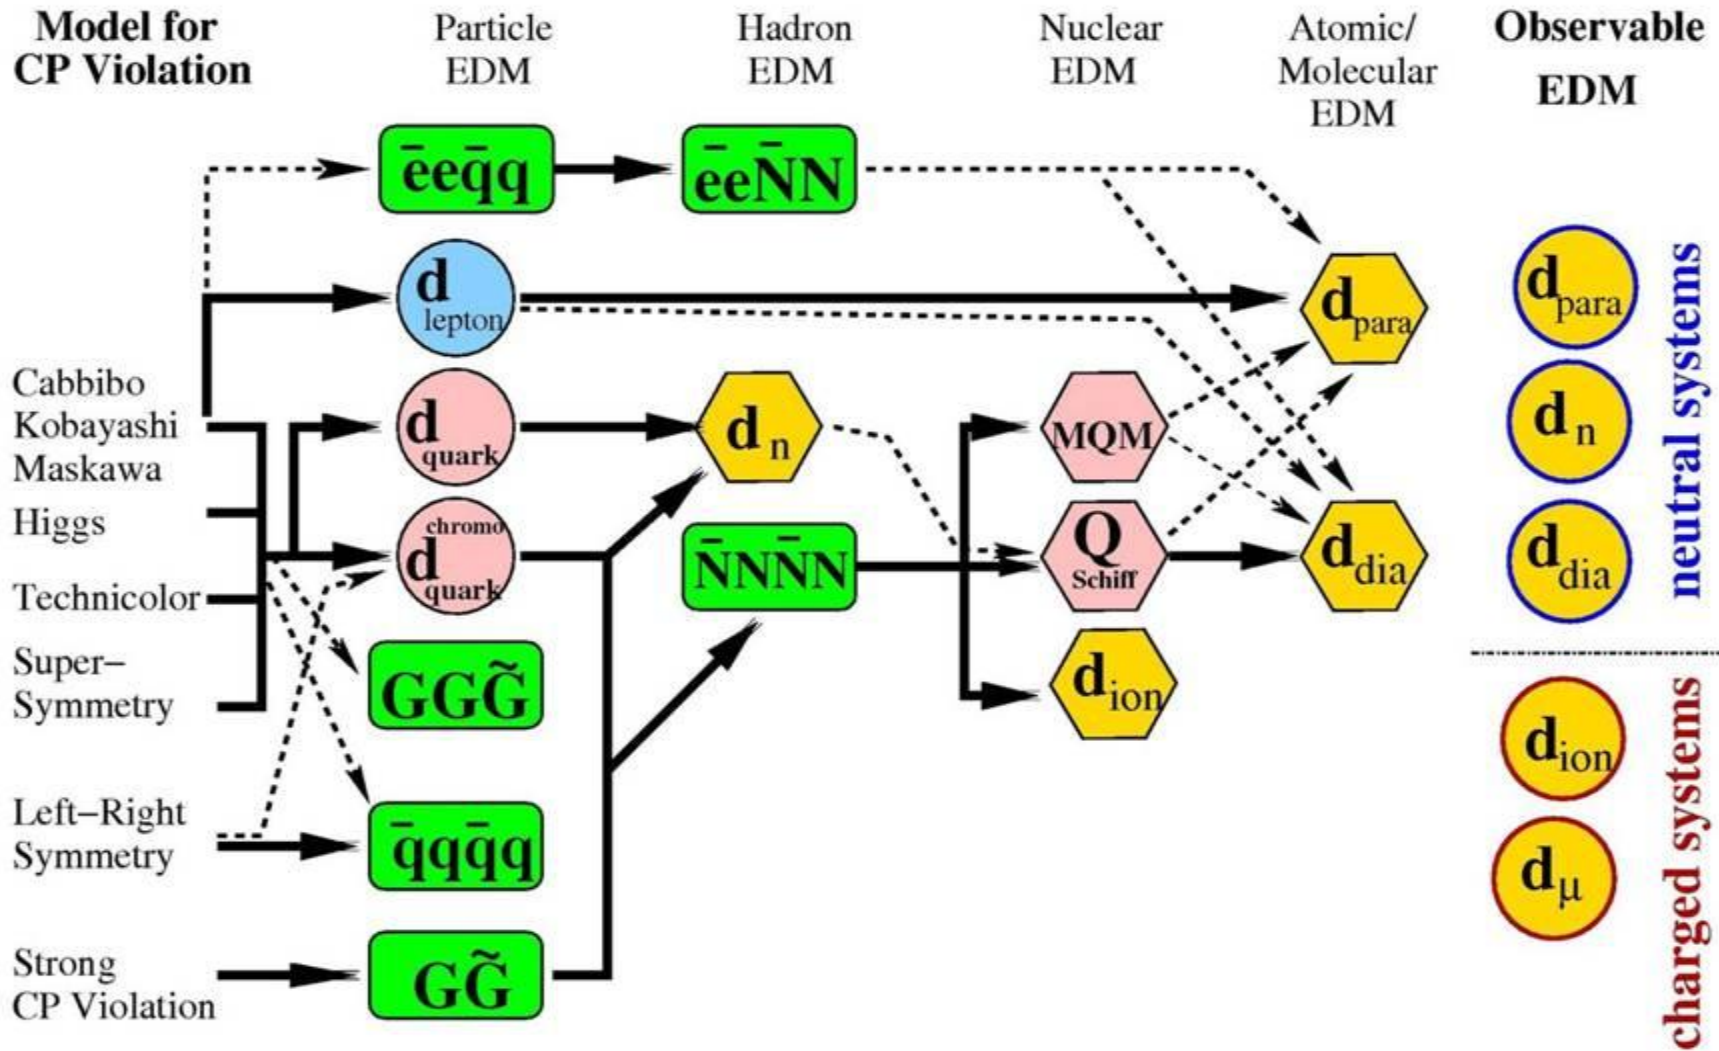 Model for
CP Violation
Particle
EDM
Hadron
EDM
Nuclear
EDM
Atomic/
Molecular
EDM
Observable
EDM
ēeq̄q
ēeN̄N
d lepton
d para
Cabbibo
Kobayashi
Maskawa
d quark
d n
MQM
Higgs
chromo
d quark
N̄NN̄N
Q
Schiff
d dia
Technicolor
Super–
Symmetry
GGG̃
d ion
Left–Right
Symmetry
q̄qq̄q
Strong
CP Violation
GG̃
d para
d n
d dia
neutral systems
d ion
d μ
charged systems